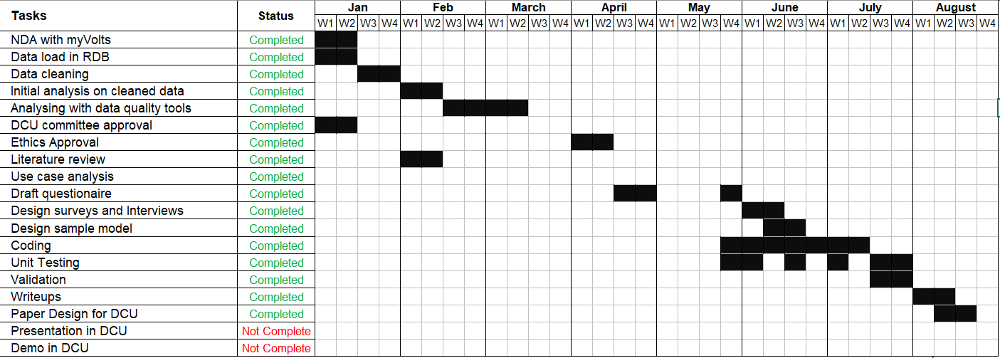 Tasks Status Jan Feb March April May June July August
W1 W2 W3 W4 W1 W2 W3 W4 W1 W2 W3 W4 W1 W2 W3 W4 W1 W2 W3 W4 W1 W2 W3 W4 W1 W2 W3 W4 W1 W2 W3 W4
NDA with myVolts Completed
Data load in RDB Completed
Data cleaning Completed
Initial analysis on cleaned data Completed
Analysing with data quality tools Completed
DCU committee approval Completed
Ethics Approval Completed
Literature review Completed
Use case analysis Completed
Draft questionaire Completed
Design surveys and Interviews Completed
Design sample model Completed
Coding Completed
Unit Testing Completed
Validation Completed
Writeups Completed
Paper Design for DCU Completed
Presentation in DCU Not Complete
Demo in DCU Not Complete